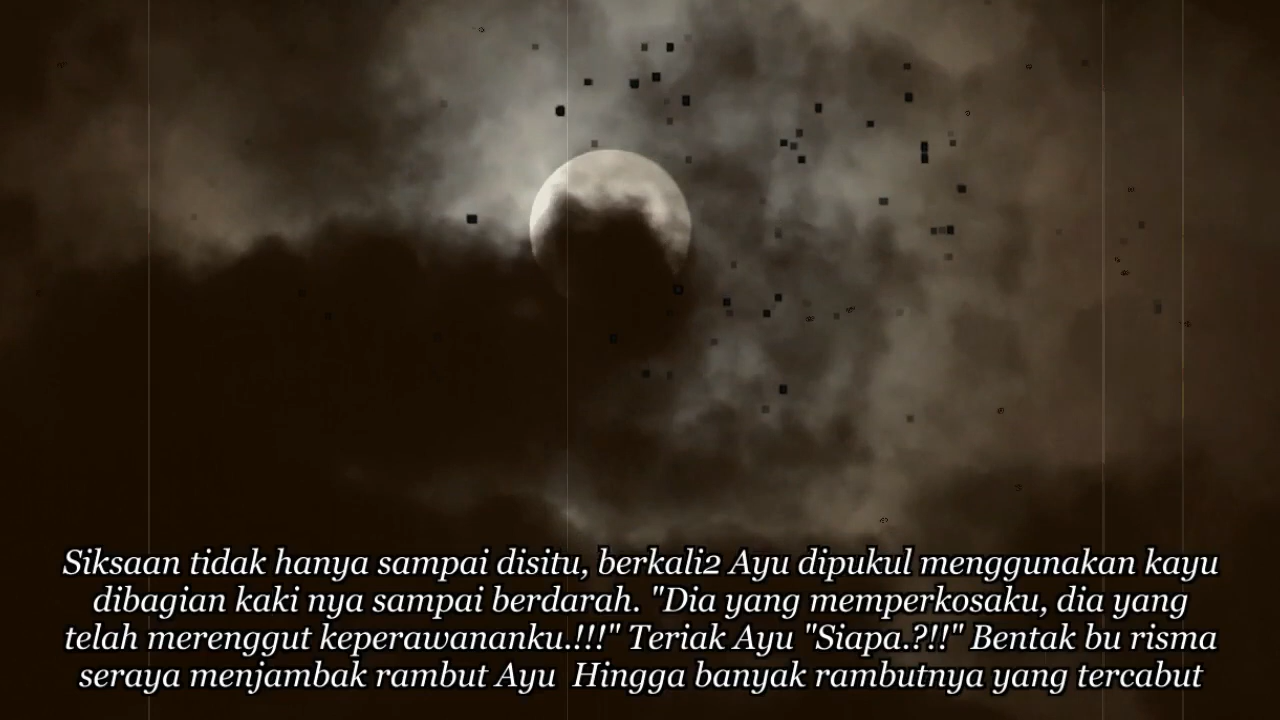 Siksaan tidak hanya sampai disitu, berkali2 Ayu dipukul menggunakan kayu
dibagian kaki nya sampai berdarah. "Dia yang memperkosaku, dia yang
telah merenggut keperawananku.!!!" Teriak Ayu "Siapa.?!!" Bentak bu risma
seraya menjambak rambut Ayu  Hingga banyak rambutnya yang tercabut